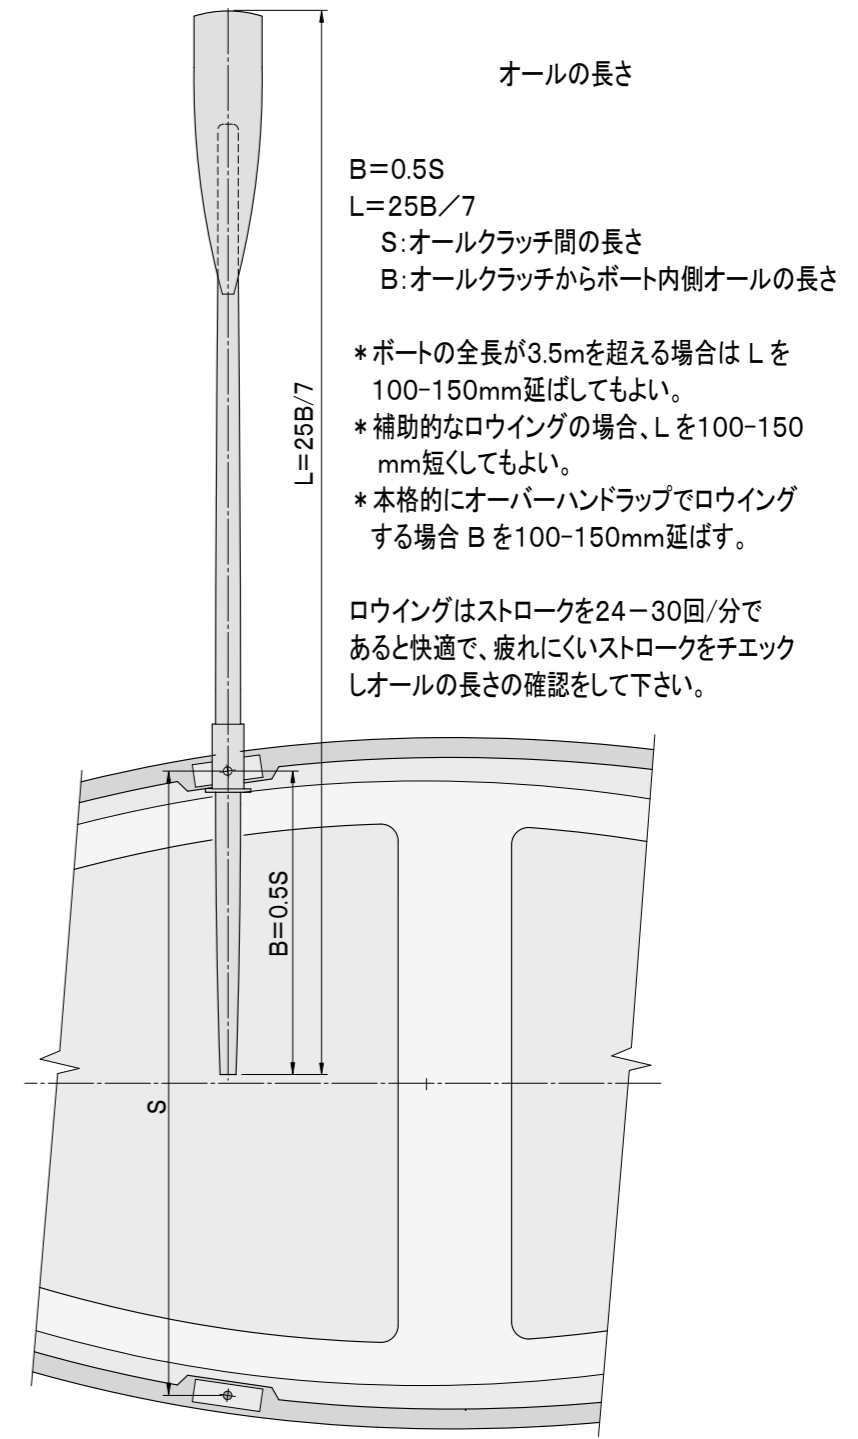 オールの長さ
B＝0.5S
L＝25B／7
S：オールクラッチ間の長さ
B：オールクラッチからボート内側オールの長さ
＊ボートの全長が3.5mを超える場合は L を
100-150mm延ばしてもよい。
＊補助的なロウイングの場合、L を100-150
mm短くしてもよい。
＊本格的にオーバーハンドラップでロウイング
する場合 B を100-150mm延ばす。
ロウイングはストロークを24－30回/分で
あると快適で、疲れにくいストロークをチエック
しオールの長さの確認をして下さい。
L=25B/7
B=0.5S
S